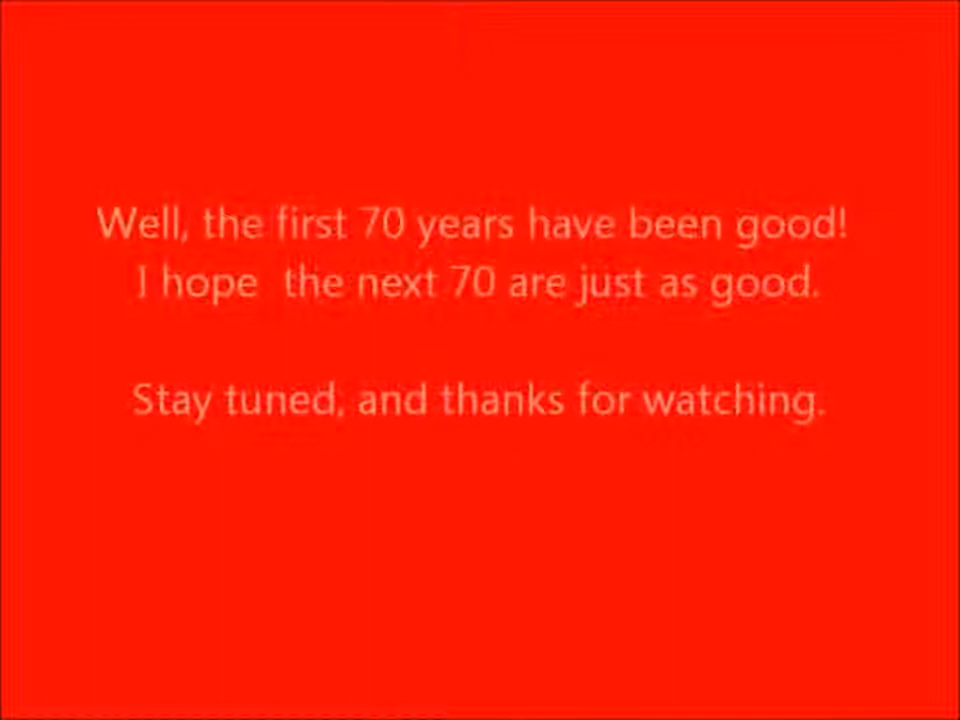 Well, the first 70 years have been good!
I hope  the next 70 are just as good.
Stay tuned, and thanks for watching.